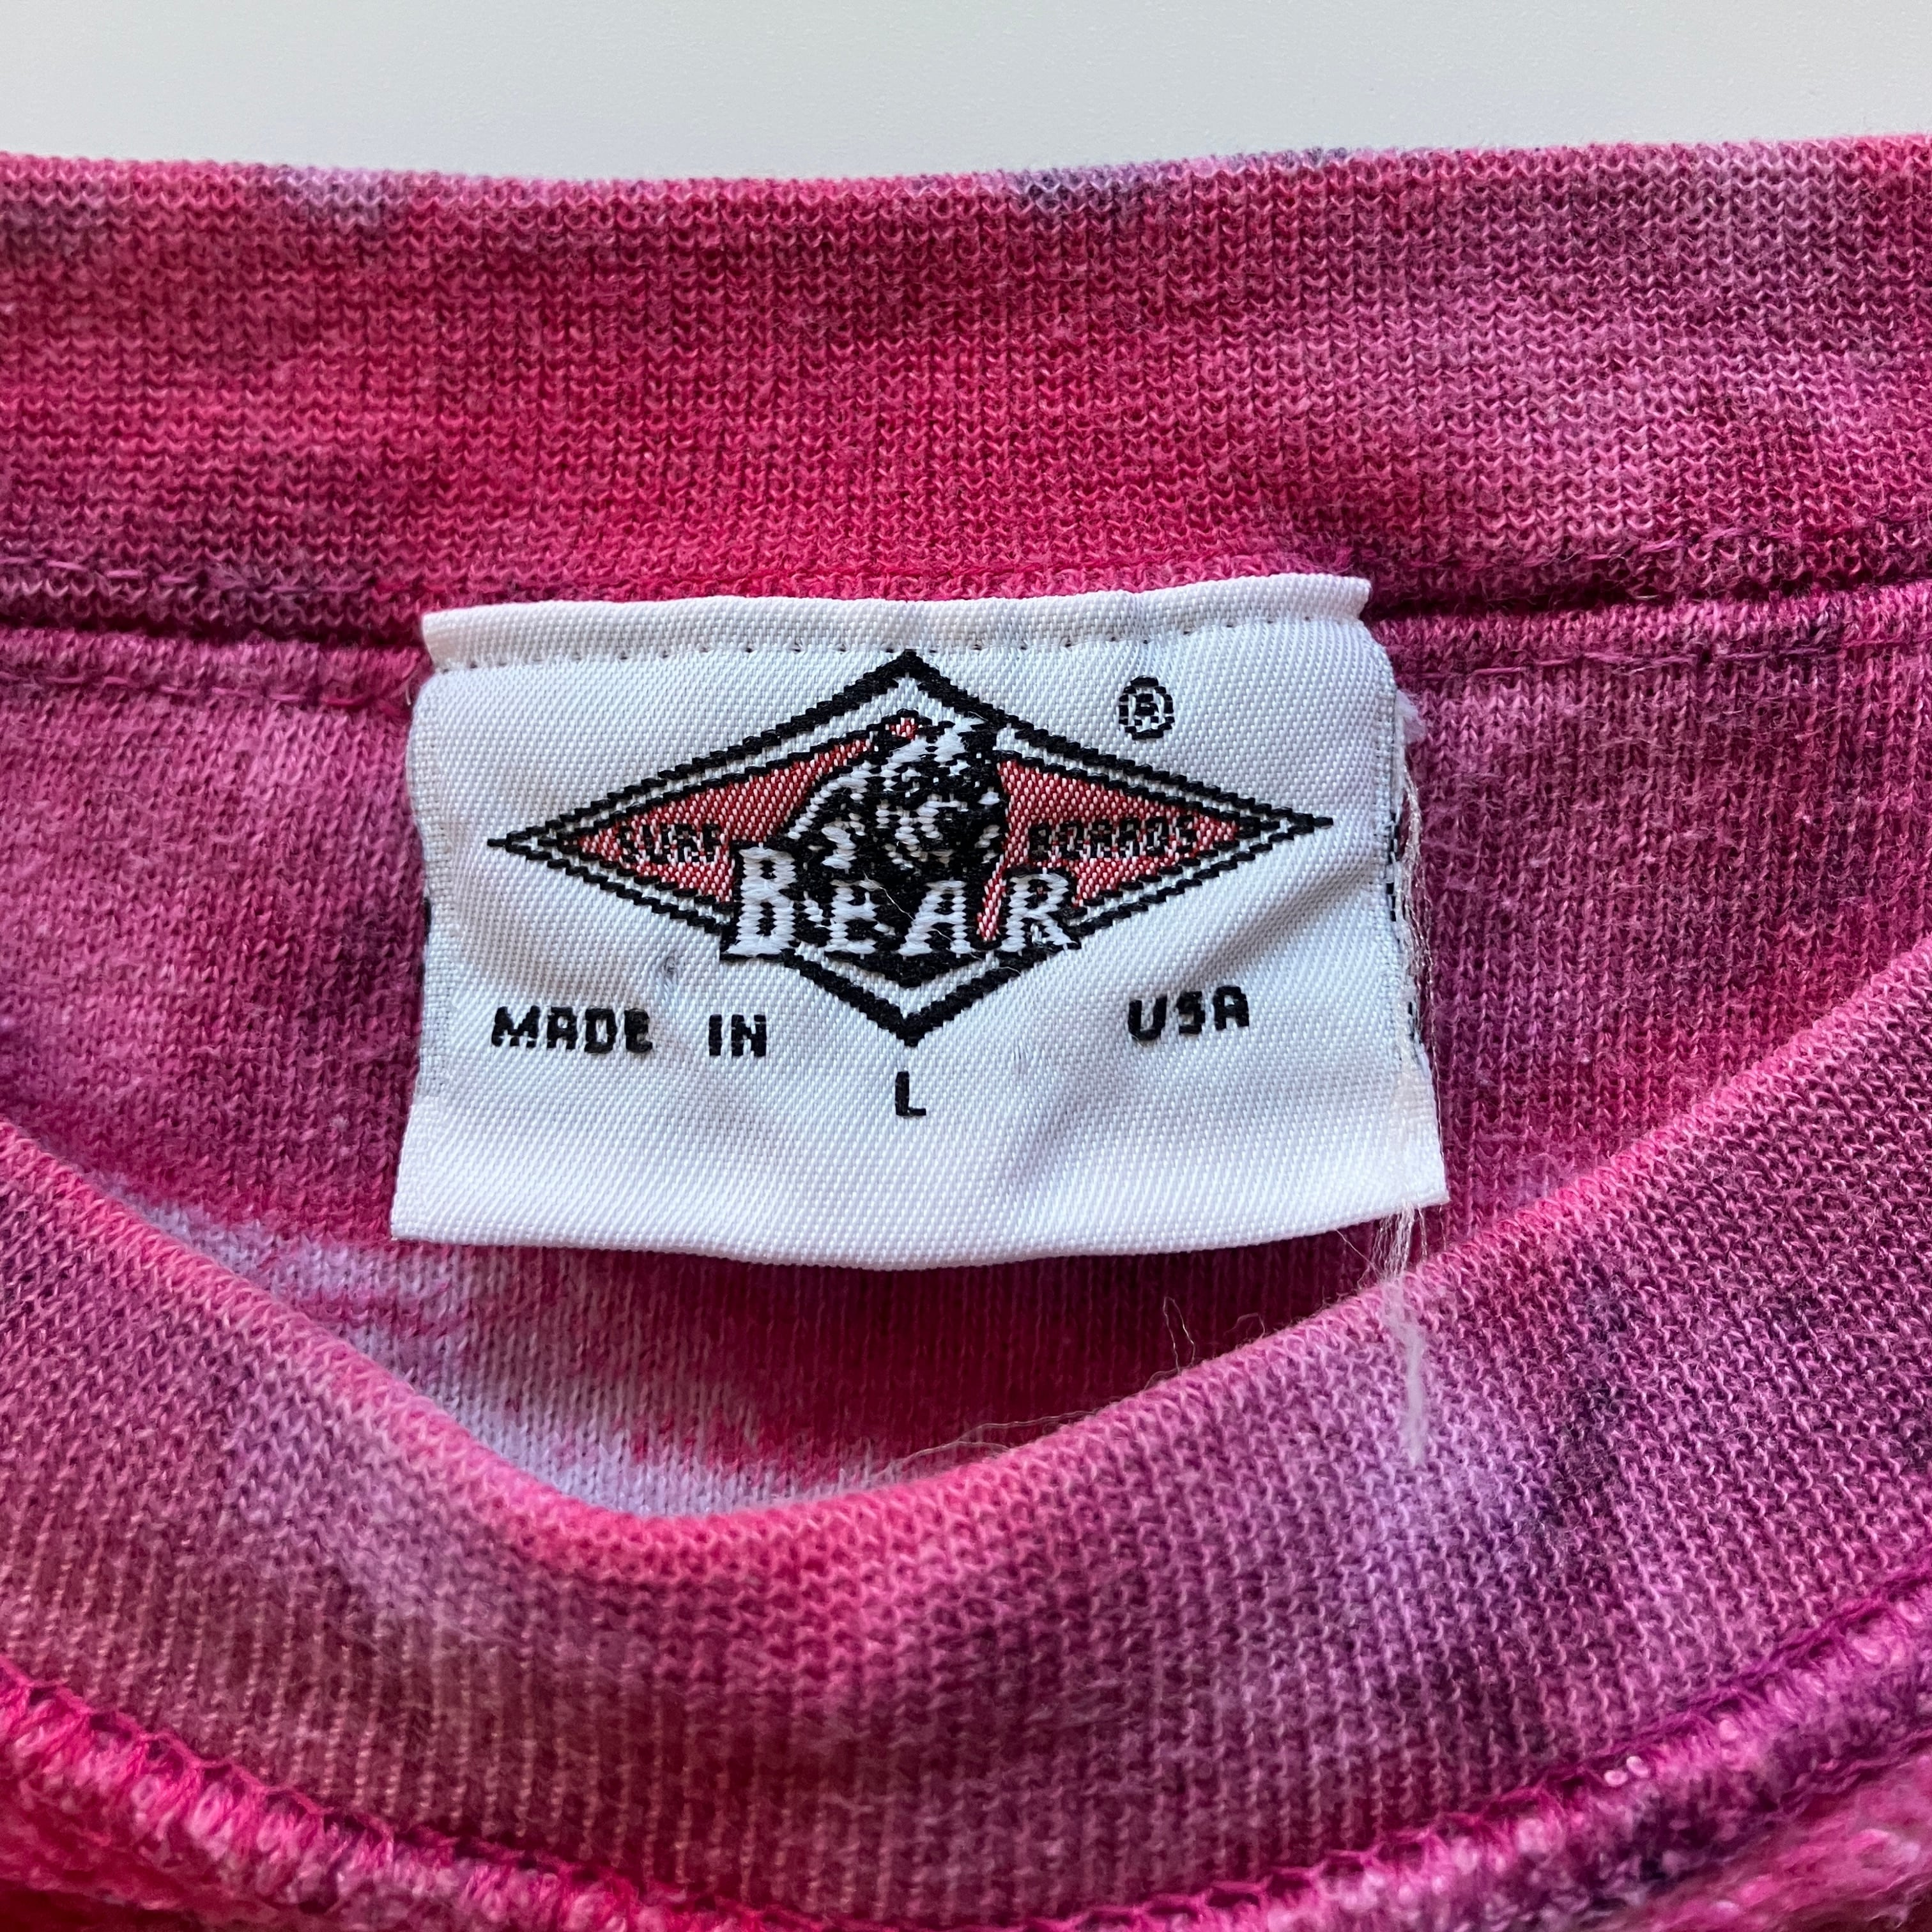 ®
SURF BOARDS
BEAR
MADE IN USA
L